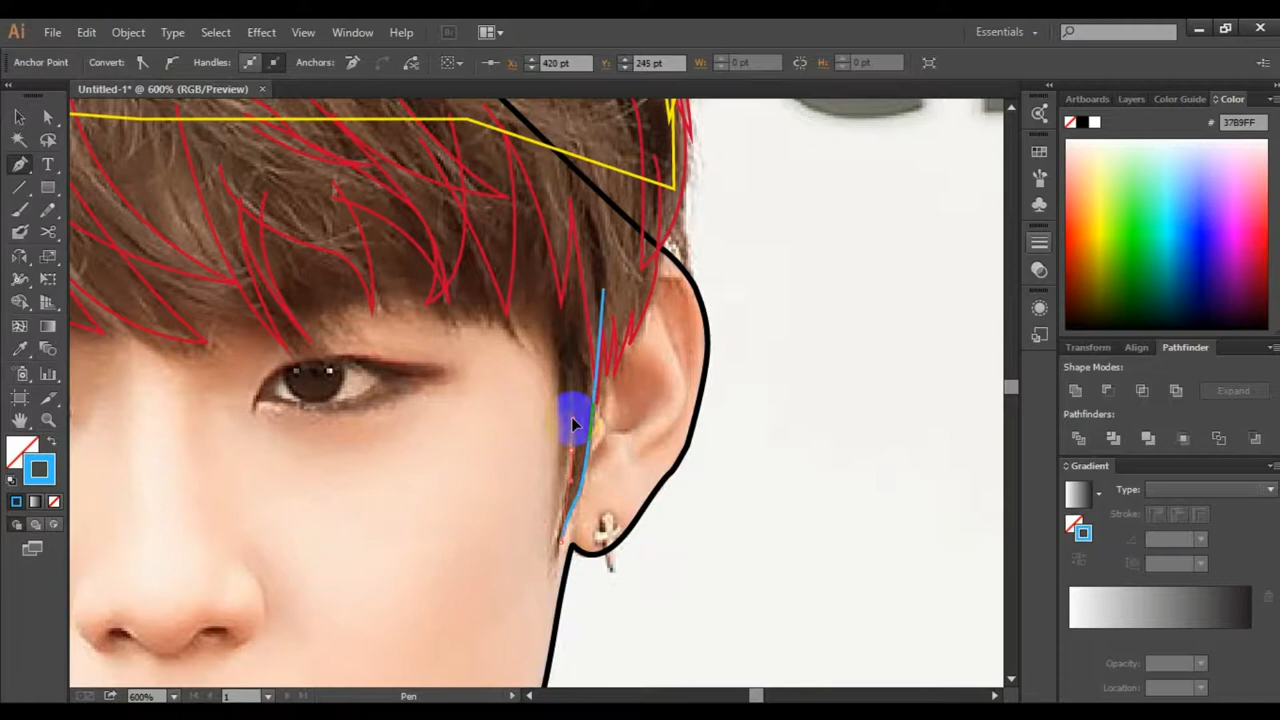 Ai File Edit Object Type Select Effect View Window Help Br Essentials
Anchor Point Convert: Handles: Anchors: X: 420 pt Y: 245 pt W: 0 pt H: 0 pt
Untitled-1* @ 600% (RGB/Preview) ×
Artboards Layers Color Guide Color
# 37B9FF
Transform Align Pathfinder
Shape Modes:
Expand
Pathfinders:
Gradient
Type:
Stroke:
Opacity:
Location:
600% 1 Pen